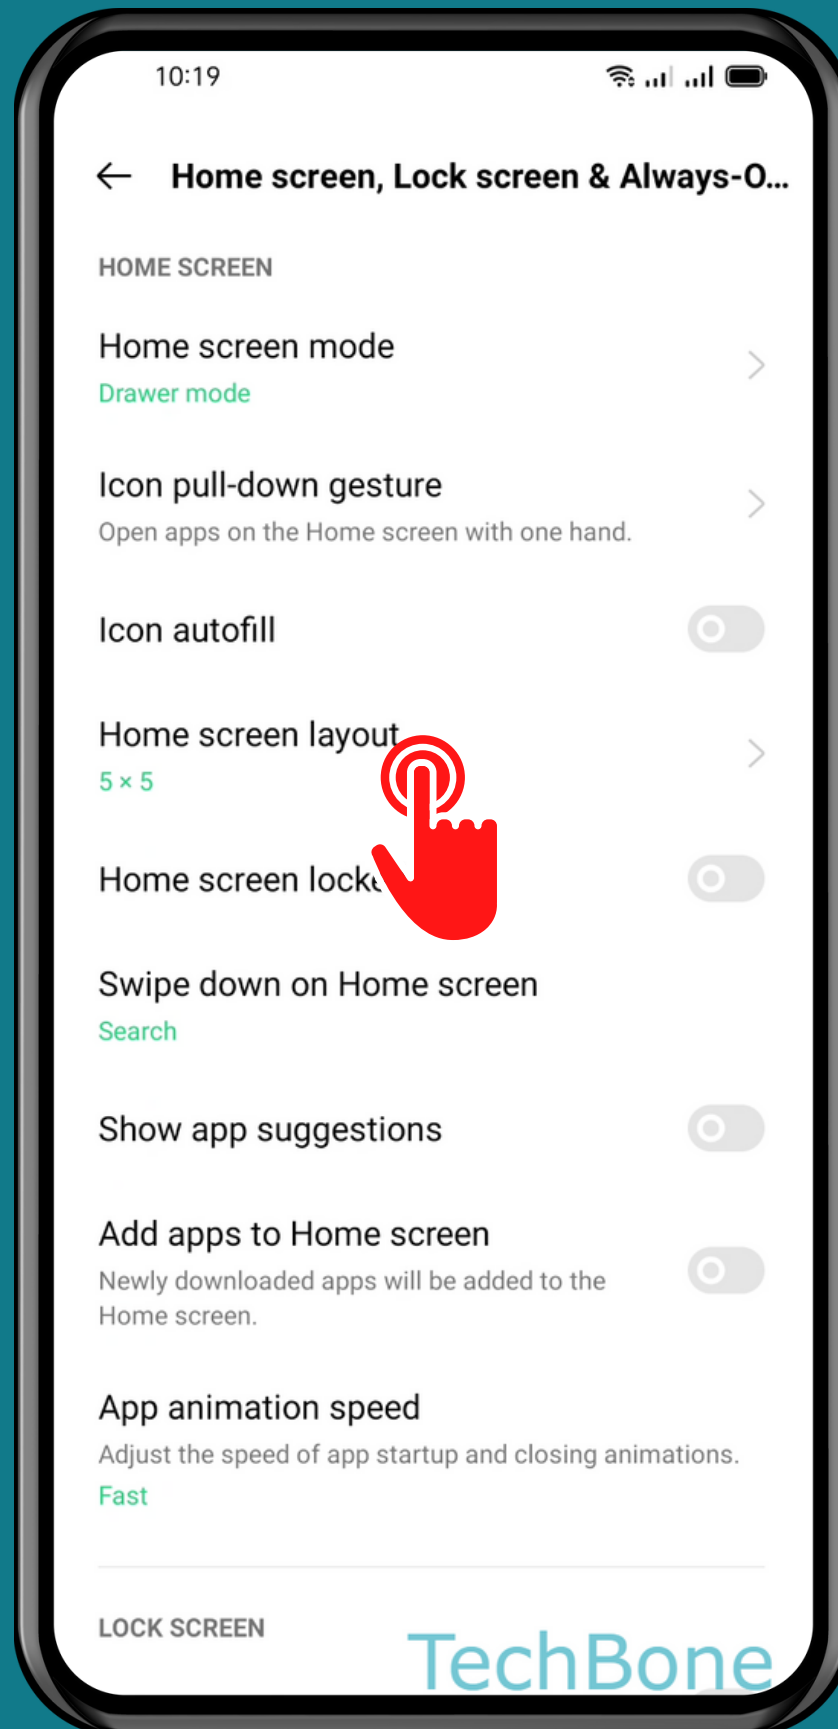 10:19
Home screen, Lock screen & Always-O...
HOME SCREEN
Home screen mode
Drawer mode
Icon pull-down gesture
Open apps on the Home screen with one hand.
Icon autofill
Home screen layout
5 × 5
Home screen
Swipe down on Home screen
Search
Show app suggestions
Add apps to Home screen
Newly downloaded apps will be added to the
Home screen.
App animation speed
Adjust the speed of app startup and closing animations.
Fast
LOCK SCREEN
TechBone